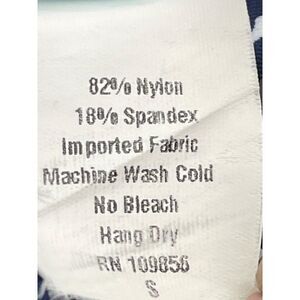 82% Nylon
18% Spandex
Imported Fabric
Machine Wash Cold
No Bleach
Hang Dry
RN 109856
S